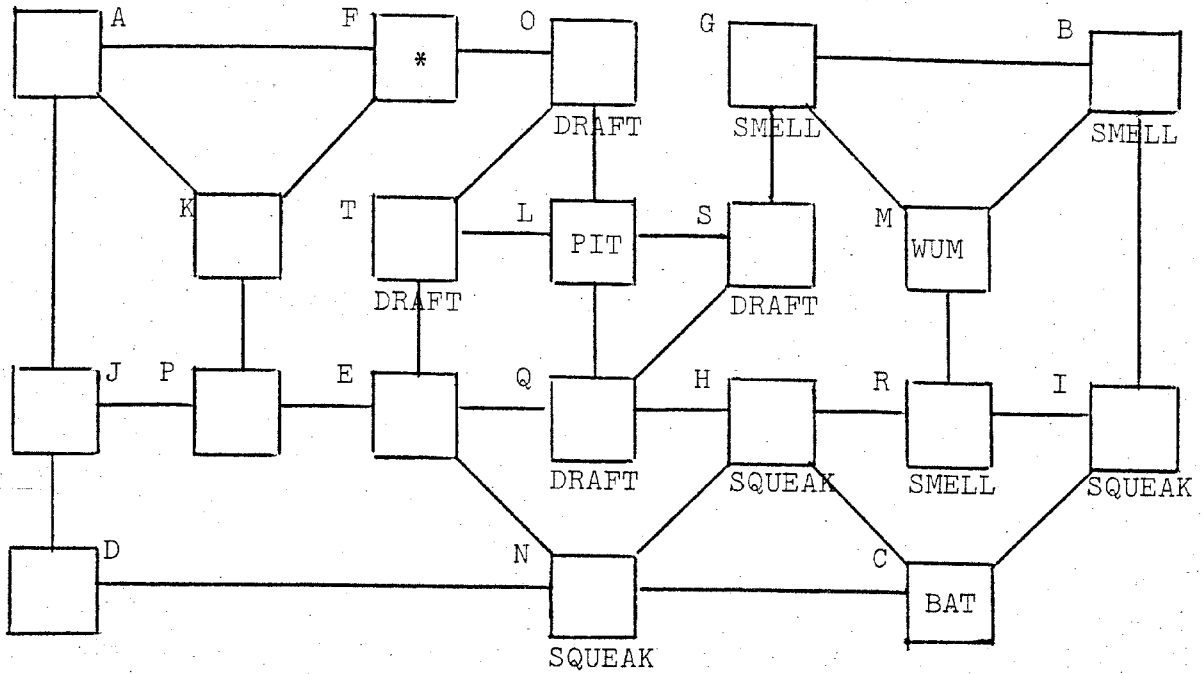 A F O G B
*
DRAFT SMELL SMELL
K T L S M
PIT WUM
DRAFT DRAFT
J P E Q H R I
DRAFT SQUEAK SMELL SQUEAK
D N C
BAT
SQUEAK